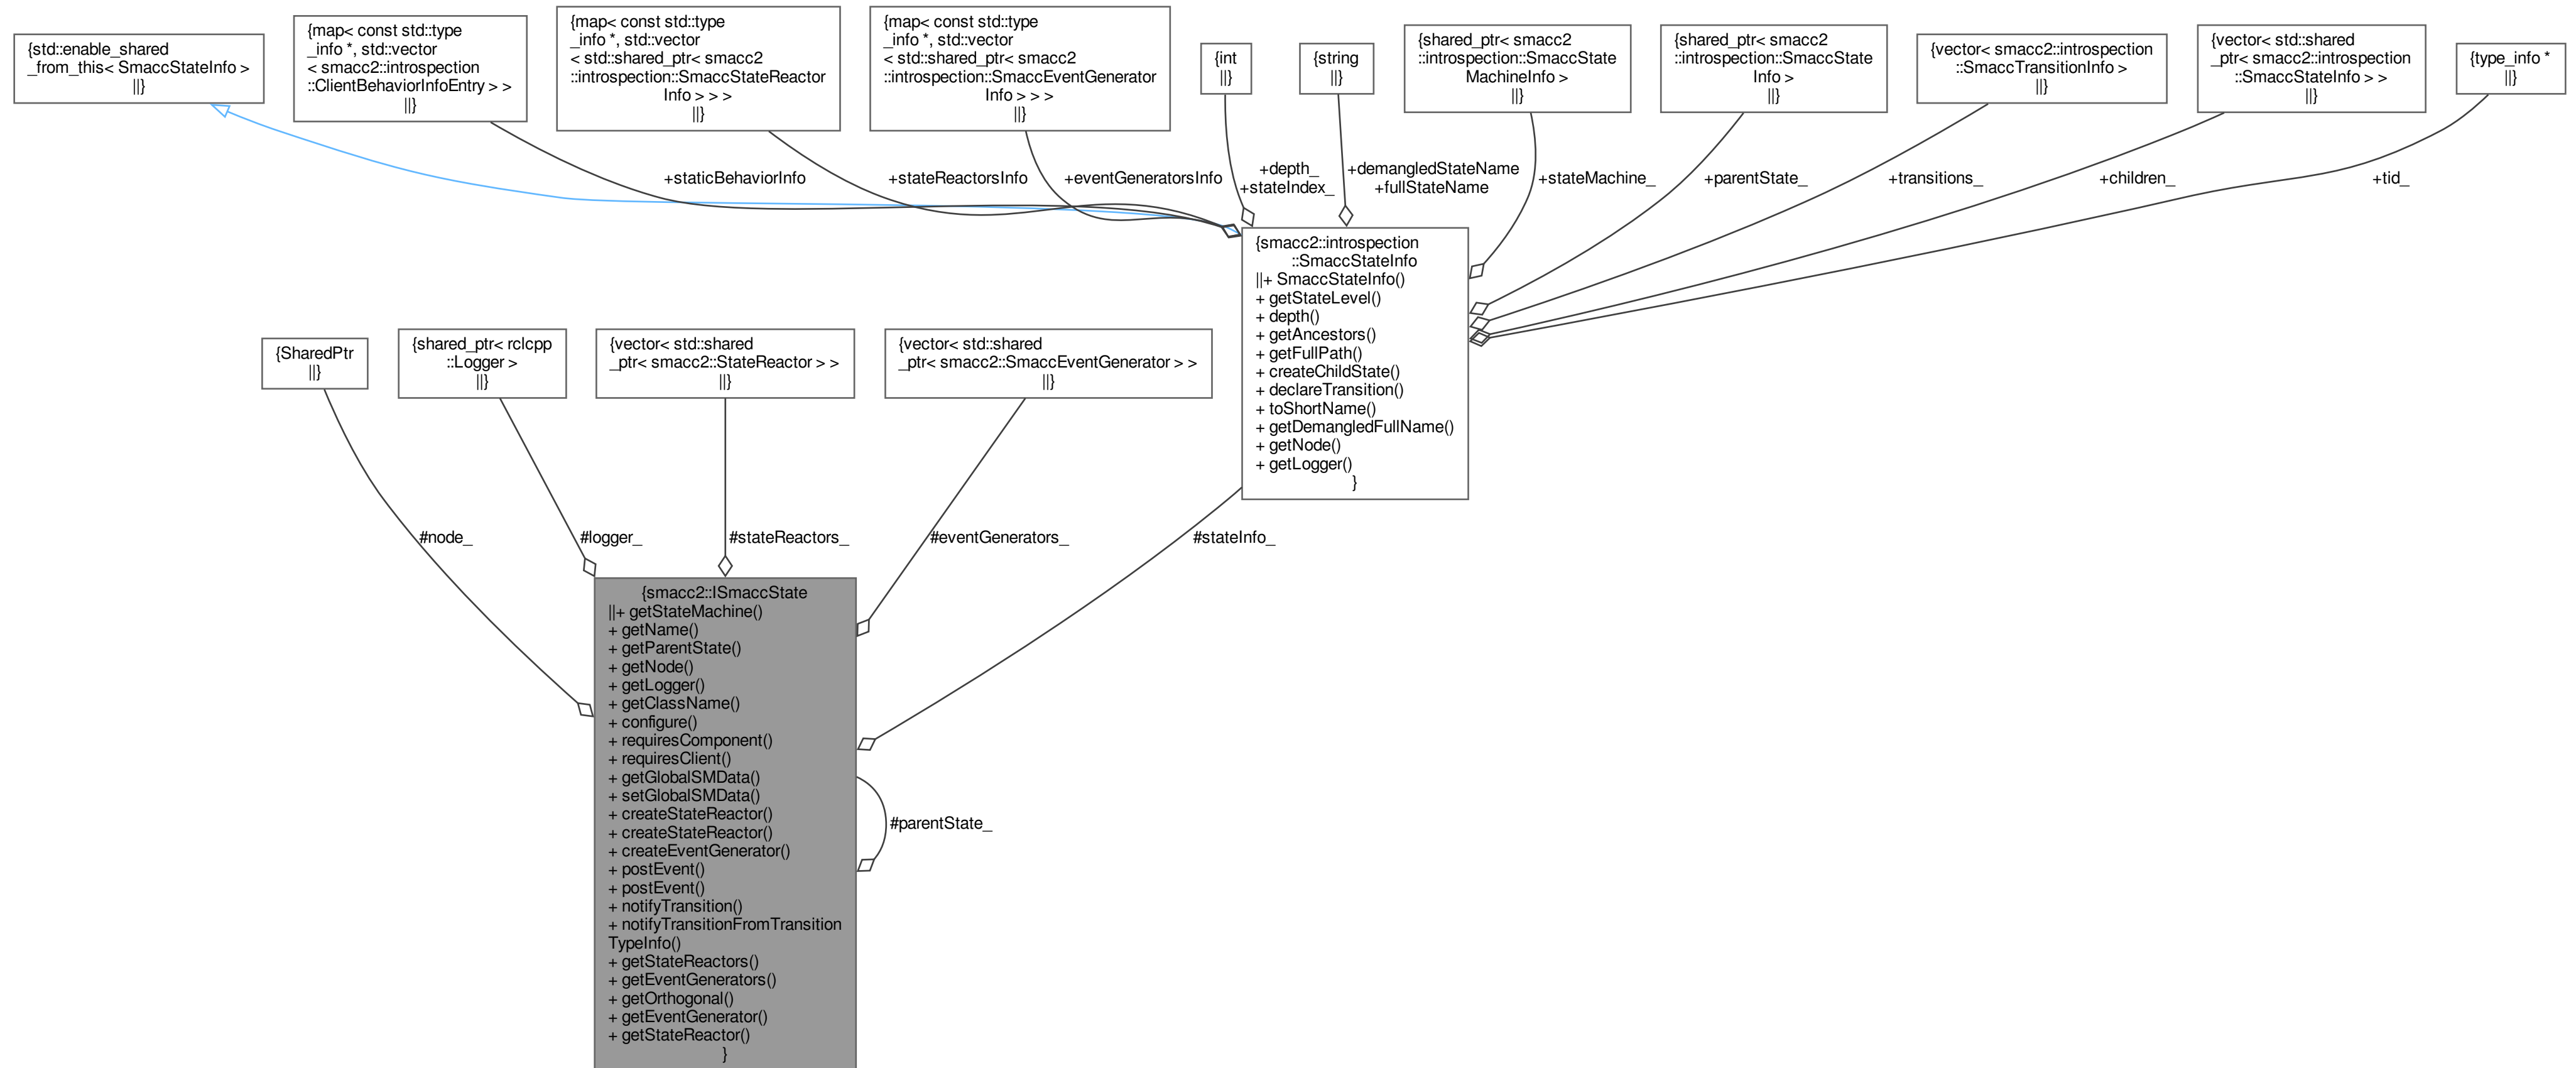 {std::enable_shared
_from_this< SmaccStateInfo >
||}
{map< const std::type
_info *, std::vector
< smacc2::introspection
::ClientBehaviorInfoEntry > >
||}
{map< const std::type
_info *, std::vector
< std::shared_ptr< smacc2
::introspection::SmaccStateReactor
Info > > >
||}
{map< const std::type
_info *, std::vector
< std::shared_ptr< smacc2
::introspection::SmaccEventGenerator
Info > > >
||}
{int
||}
{string
||}
{shared_ptr< smacc2
::introspection::SmaccState
MachineInfo >
||}
{shared_ptr< smacc2
::introspection::SmaccState
Info >
||}
{vector< smacc2::introspection
::SmaccTransitionInfo >
||}
{vector< std::shared
_ptr< smacc2::introspection
::SmaccStateInfo > >
||}
{type_info *
||}
+staticBehaviorInfo
+stateReactorsInfo
+eventGeneratorsInfo
+depth_
+stateIndex_
+demangledStateName
+fullStateName
+stateMachine_
+parentState_
+transitions_
+children_
+tid_
{smacc2::introspection
::SmaccStateInfo
||+ SmaccStateInfo()
+ getStateLevel()
+ depth()
+ getAncestors()
+ getFullPath()
+ createChildState()
+ declareTransition()
+ toShortName()
+ getDemangledFullName()
+ getNode()
+ getLogger()
}
{SharedPtr
||}
{shared_ptr< rclcpp
::Logger >
||}
{vector< std::shared
_ptr< smacc2::StateReactor > >
||}
{vector< std::shared
_ptr< smacc2::SmaccEventGenerator > >
||}
#node_
#logger_
#stateReactors_
#eventGenerators_
#stateInfo_
{smacc2::ISmaccState
||+ getStateMachine()
+ getName()
+ getParentState()
+ getNode()
+ getLogger()
+ getClassName()
+ configure()
+ requiresComponent()
+ requiresClient()
+ getGlobalSMData()
+ setGlobalSMData()
+ createStateReactor()
+ createStateReactor()
+ createEventGenerator()
+ postEvent()
+ postEvent()
+ notifyTransition()
+ notifyTransitionFromTransition
TypeInfo()
+ getStateReactors()
+ getEventGenerators()
+ getOrthogonal()
+ getEventGenerator()
+ getStateReactor()
}
#parentState_